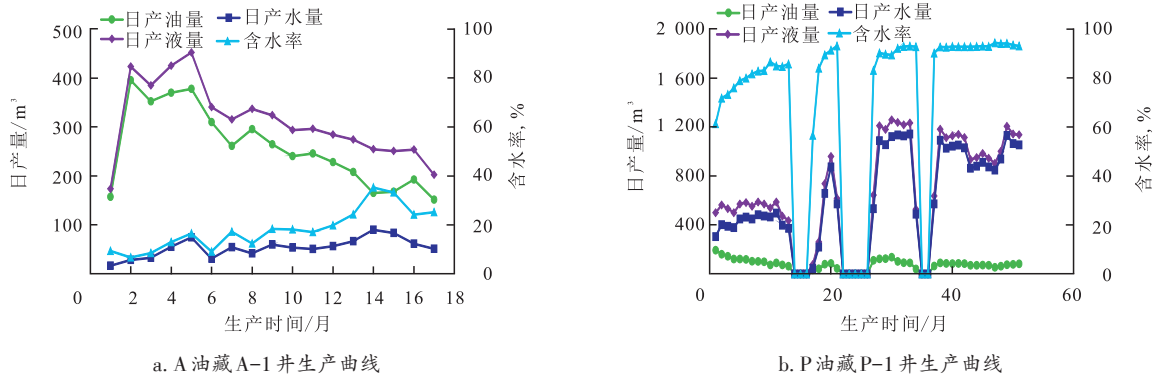 日产油量 日产水量
日产液量 含水率
500
400
300
200
100
0
日产量/m³
100
80
60
40
20
0
含水率, %
0 2 4 6 8 10 12 14 16 18
生产时间/月
a. A油藏A-1井生产曲线
日产油量 日产水量
日产液量 含水率
2 000
1 600
1 200
800
400
日产量/m³
100
80
60
40
20
0
含水率, %
0 20 40 60
生产时间/月
b. P油藏P-1井生产曲线